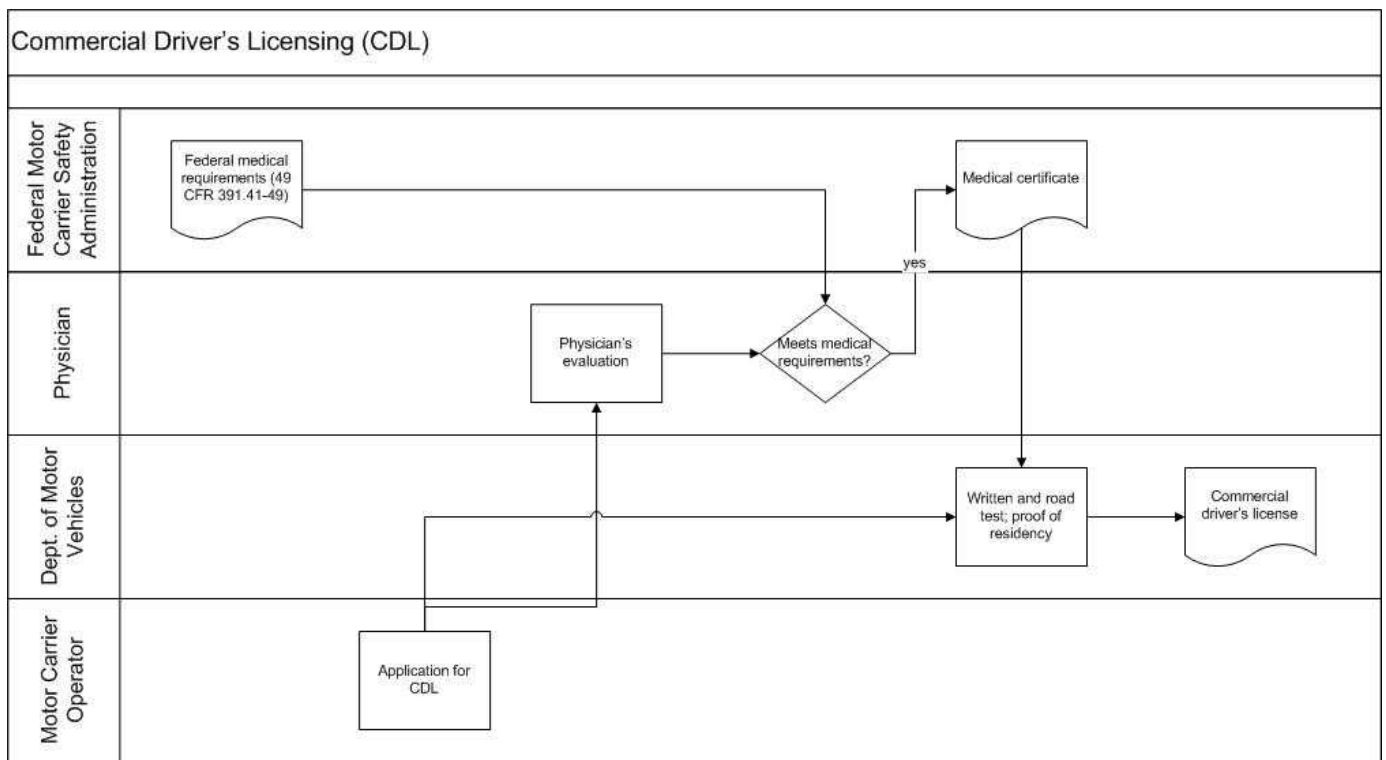 Commercial Driver's Licensing (CDL)
Federal Motor
Carrier Safety
Administration
Federal medical
requirements (49
CFR 391.41-49)
Medical certificate
yes
Physician
Physician's
evaluation
Meets medical
requirements?
Dept. of Motor
Vehicles
Written and road
test; proof of
residency
Commercial
driver's license
Motor Carrier
Operator
Application for
CDL